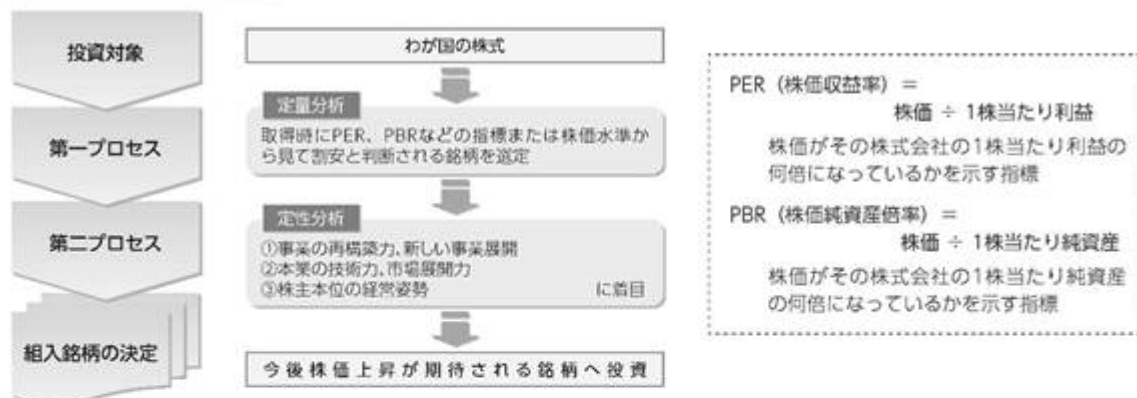 投資対象
わが国の株式
第一プロセス
定量分析
取得時にPER、PBRなどの指標または株価水準か
ら見て割安と判断される銘柄を選定
第二プロセス
定性分析
①事業の再構築力、新しい事業展開
②本業の技術力、市場展開力
③株主本位の経営姿勢 に着目
組入銘柄の決定
今後株価上昇が期待される銘柄へ投資
PER（株価収益率）＝
株価 ÷ 1株当たり利益
株価がその株式会社の1株当たり利益の
何倍になっているかを示す指標
PBR（株価純資産倍率）＝
株価 ÷ 1株当たり純資産
株価がその株式会社の1株当たり純資産
の何倍になっているかを示す指標